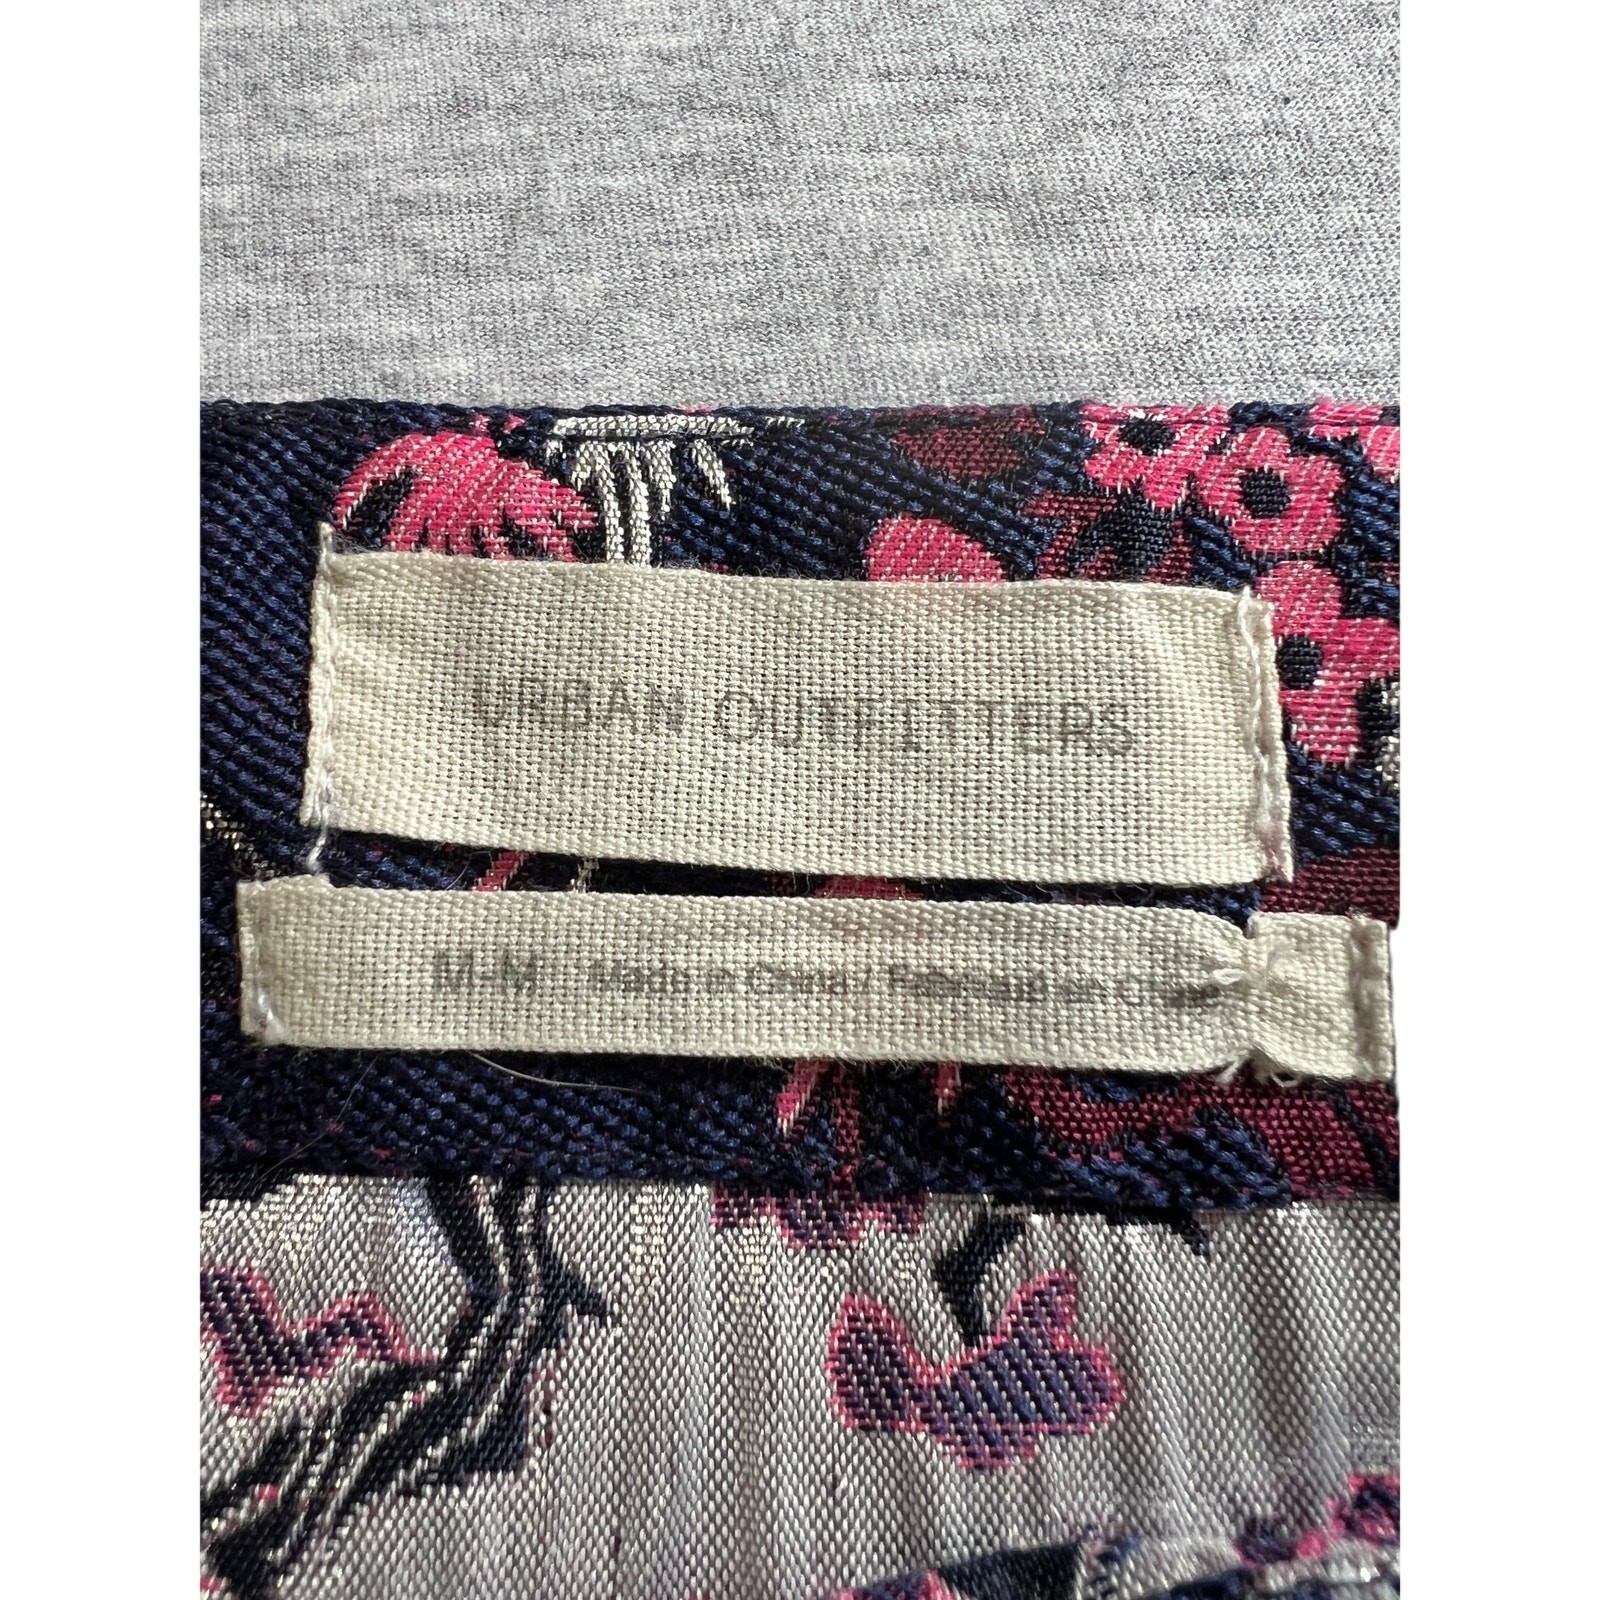 URBAN OUTFITTERS
M-M Made in China /